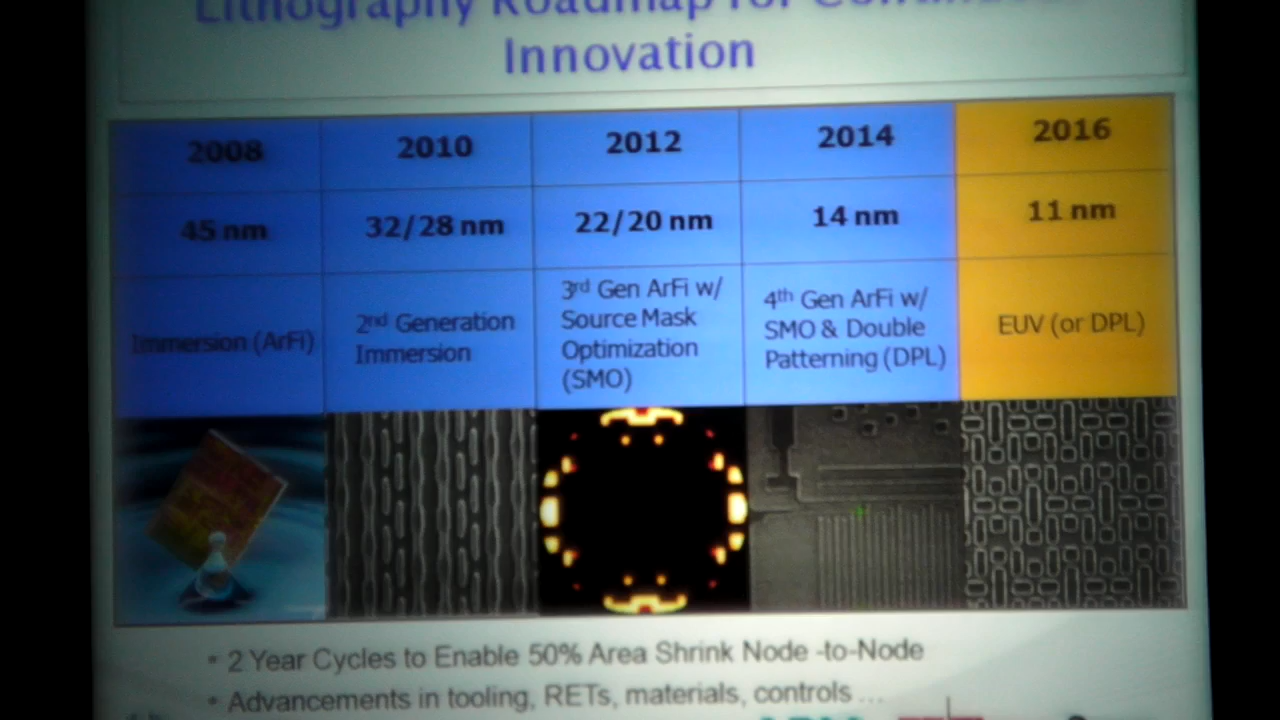 Lithography Roadmap for
Innovation
2008 2010 2012 2014 2016
45 nm 32/28 nm 22/20 nm 14 nm 11 nm
Immersion (ArFi)
2nd Generation
Immersion
3rd Gen ArFi w/
Source Mask
Optimization
(SMO)
4th Gen ArFi w/
SMO & Double
Patterning (DPL)
EUV (or DPL)
• 2 Year Cycles to Enable 50% Area Shrink Node -to-Node
• Advancements in tooling, RETs, materials, controls ...